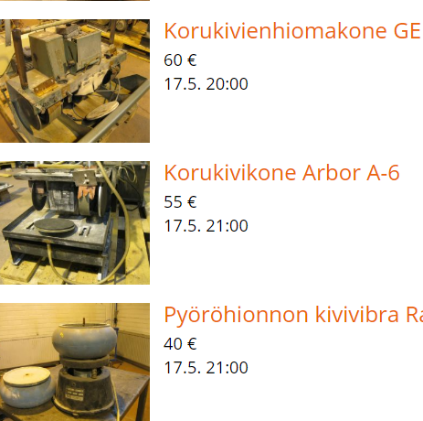 Korukivienhiomakone GE
60 €
17.5. 20:00
Korukivikone Arbor A-6
55 €
17.5. 21:00
Pyöröhionnon kivivibra Ra
40 €
17.5. 21:00